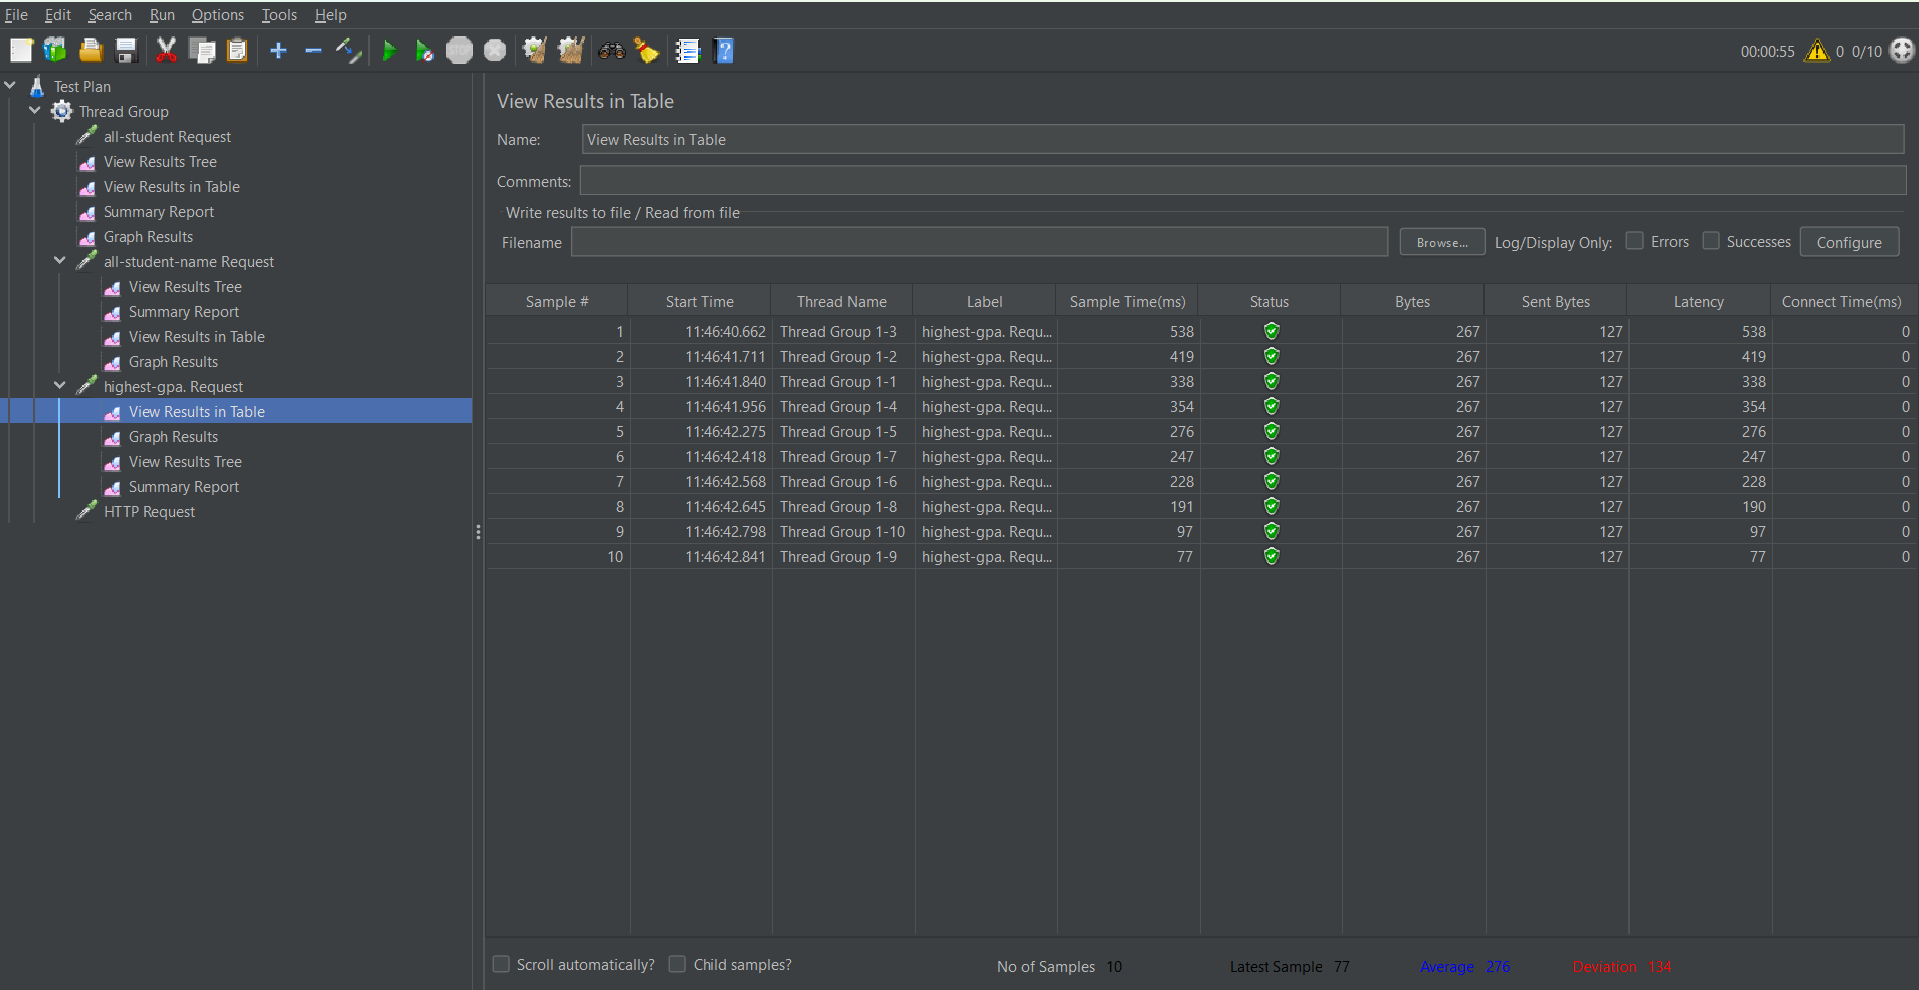 File Edit Search Run Options Tools Help
STOP
00:00:55 0 0/10
Test Plan
Thread Group
all-student Request
View Results Tree
View Results in Table
Summary Report
Graph Results
all-student-name Request
View Results Tree
Summary Report
View Results in Table
Graph Results
highest-gpa. Request
View Results in Table
Graph Results
View Results Tree
Summary Report
HTTP Request
View Results in Table
Name: View Results in Table
Comments:
Write results to file / Read from file
Filename Browse... Log/Display Only: Errors Successes Configure
Sample # Start Time Thread Name Label Sample Time(ms) Status Bytes Sent Bytes Latency Connect Time(ms)
1 11:46:40.662 Thread Group 1-3 highest-gpa. Requ... 538 267 127 538 0
2 11:46:41.711 Thread Group 1-2 highest-gpa. Requ... 419 267 127 419 0
3 11:46:41.840 Thread Group 1-1 highest-gpa. Requ... 338 267 127 338 0
4 11:46:41.956 Thread Group 1-4 highest-gpa. Requ... 354 267 127 354 0
5 11:46:42.275 Thread Group 1-5 highest-gpa. Requ... 276 267 127 276 0
6 11:46:42.418 Thread Group 1-7 highest-gpa. Requ... 247 267 127 247 0
7 11:46:42.568 Thread Group 1-6 highest-gpa. Requ... 228 267 127 228 0
8 11:46:42.645 Thread Group 1-8 highest-gpa. Requ... 191 267 127 190 0
9 11:46:42.798 Thread Group 1-10 highest-gpa. Requ... 97 267 127 97 0
10 11:46:42.841 Thread Group 1-9 highest-gpa. Requ... 77 267 127 77 0
Scroll automatically? Child samples? No of Samples 10 Latest Sample 77 Average 276 Deviation 134